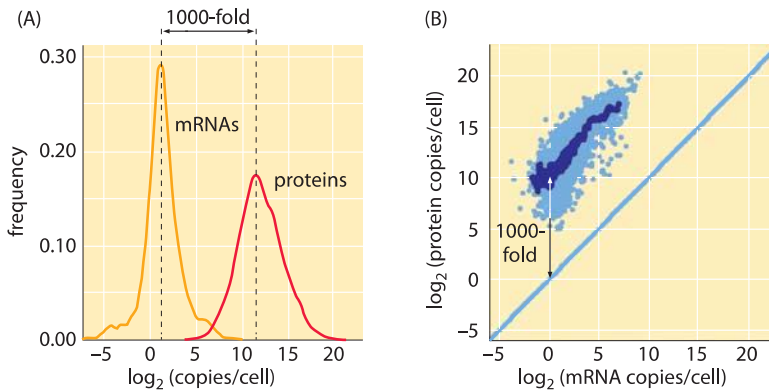 (A)
1000-fold
0.30
0.20
0.10
0.00
frequency
mRNAs
proteins
−5 0 5 10 15 20
log2 (copies/cell)
(B)
20
15
10
5
0
−5
log2 (protein copies/cell)
1000-
fold
−5 0 5 10 15 20
log2 (mRNA copies/cell)